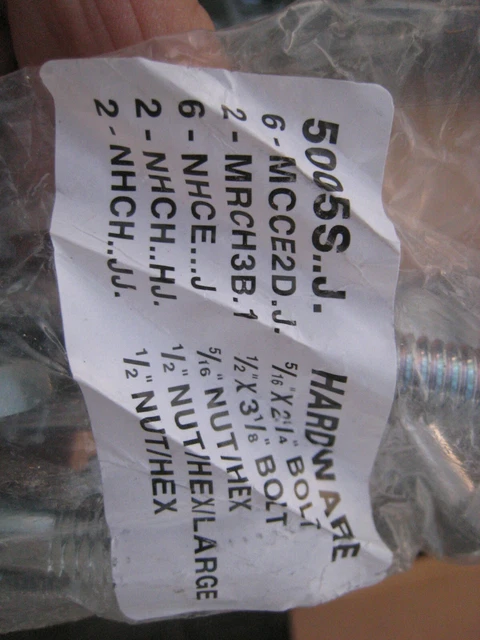 5005S..J. HARDWARE
6-MCCE2D.J. 5/16 X 2 1/4" BOLT
2-MRCH3B.1 1/2 X 3 1/8" BOLT
6-NHCE...J 5/16" NUT/HEX
2-NHCH..HJ. 1/2" NUT/HEX/LARGE
2-NHCH..JJ. 1/2" NUT/HEX